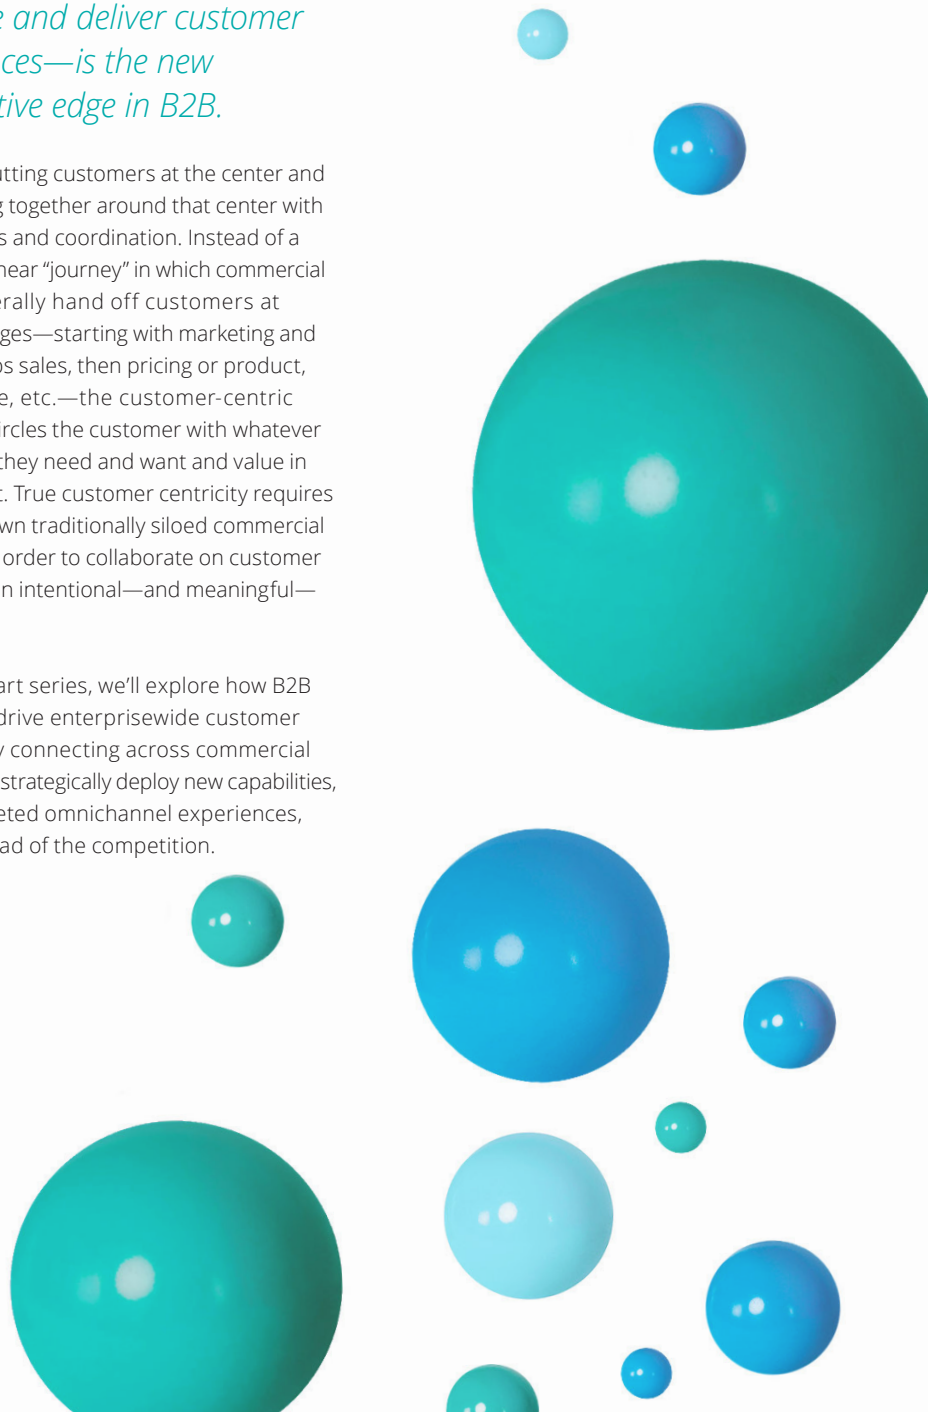 and deliver customer
ces—is the new
tive edge in B2B.
utting customers at the center and
g together around that center with
s and coordination. Instead of a
near “journey” in which commercial
erally hand off customers at
ges—starting with marketing and
os sales, then pricing or product,
e, etc.—the customer-centric
ircles the customer with whatever
they need and want and value in
t. True customer centricity requires
wn traditionally siloed commercial
order to collaborate on customer
n intentional—and meaningful—
art series, we’ll explore how B2B
drive enterprisewide customer
y connecting across commercial
strategically deploy new capabilities,
eted omnichannel experiences,
ad of the competition.